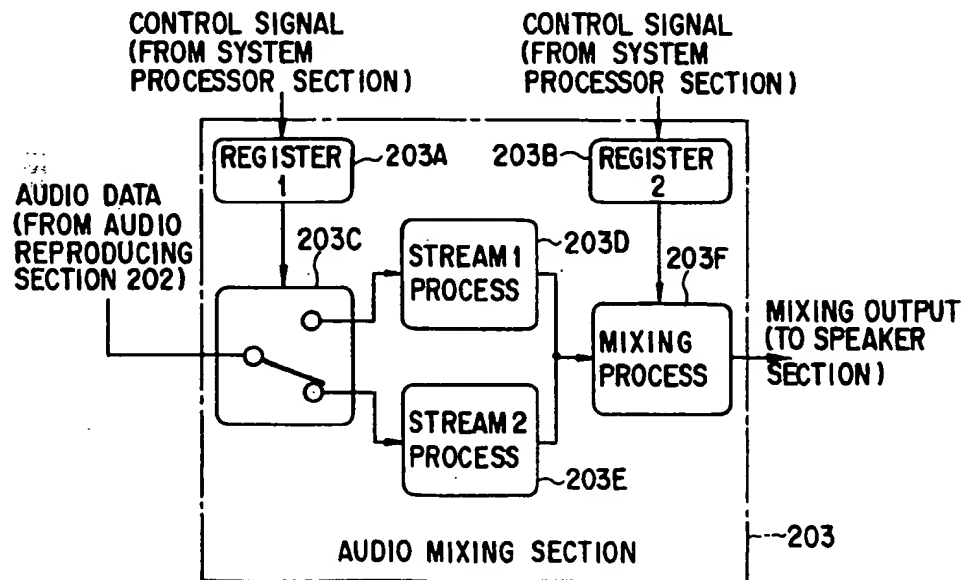 CONTROL SIGNAL
(FROM SYSTEM
PROCESSOR SECTION)
CONTROL SIGNAL
(FROM SYSTEM
PROCESSOR SECTION)
REGISTER
1
203A
203B
REGISTER
2
AUDIO DATA
(FROM AUDIO
REPRODUCING
SECTION 202)
203C
STREAM 1
PROCESS
203D
203F
MIXING
PROCESS
MIXING OUTPUT
(TO SPEAKER
SECTION)
STREAM 2
PROCESS
203E
AUDIO MIXING SECTION
203